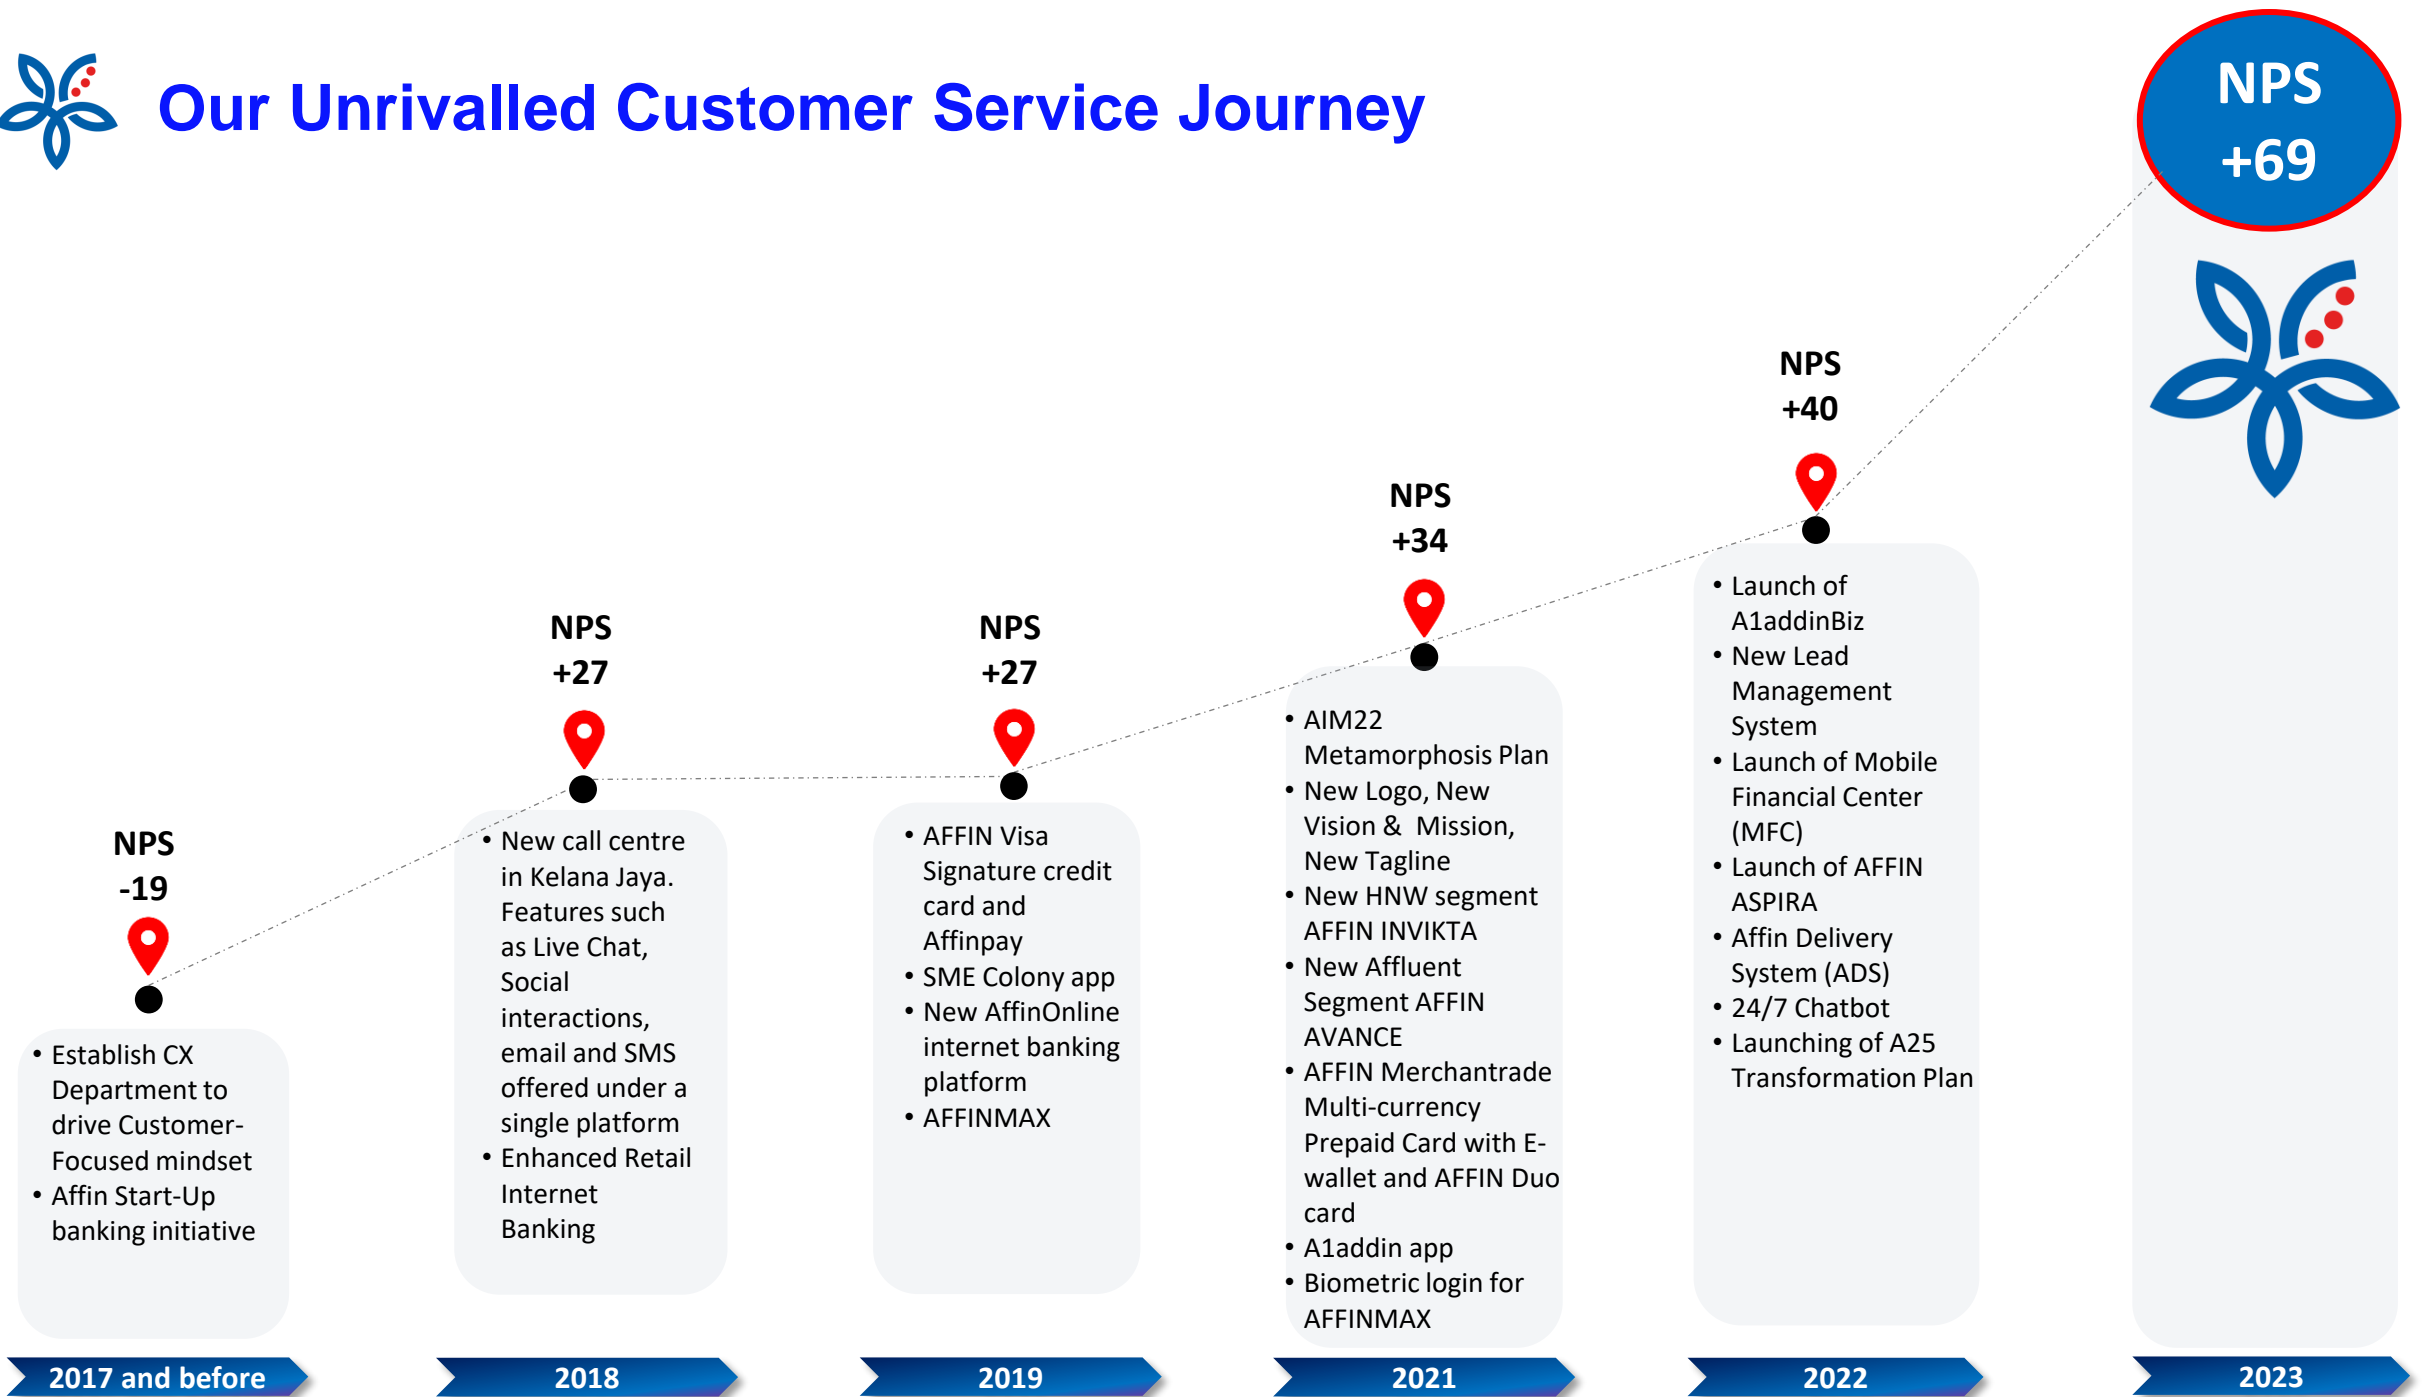 Our Unrivalled Customer Service Journey
NPS
-19
• Establish CX
Department to
drive Customer-
Focused mindset
• Affin Start-Up
banking initiative
2017 and before
NPS
+27
• New call centre
in Kelana Jaya.
Features such
as Live Chat,
Social
interactions,
email and SMS
offered under a
single platform
• Enhanced Retail
Internet
Banking
2018
NPS
+27
• AFFIN Visa
Signature credit
card and
Affinpay
• SME Colony app
• New AffinOnline
internet banking
platform
• AFFINMAX
2019
NPS
+34
• AIM22
Metamorphosis Plan
• New Logo, New
Vision & Mission,
New Tagline
• New HNW segment
AFFIN INVIKTA
• New Affluent
Segment AFFIN
AVANCE
• AFFIN Merchantrade
Multi-currency
Prepaid Card with E-
wallet and AFFIN Duo
card
• A1addin app
• Biometric login for
AFFINMAX
2021
NPS
+40
• Launch of
A1addinBiz
• New Lead
Management
System
• Launch of Mobile
Financial Center
(MFC)
• Launch of AFFIN
ASPIRA
• Affin Delivery
System (ADS)
• 24/7 Chatbot
• Launching of A25
Transformation Plan
2022
NPS
+69
2023